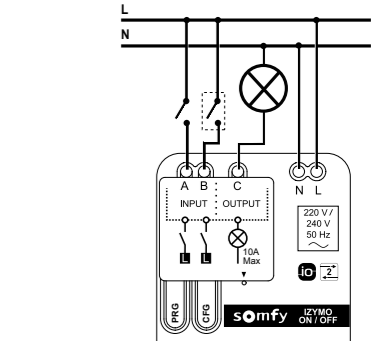 L
N
A B C
N L
INPUT OUTPUT
220 V /
240 V
50 Hz
L L
10A
Max
io 2
PRG CFG
somfy IZYMO
ON / OFF